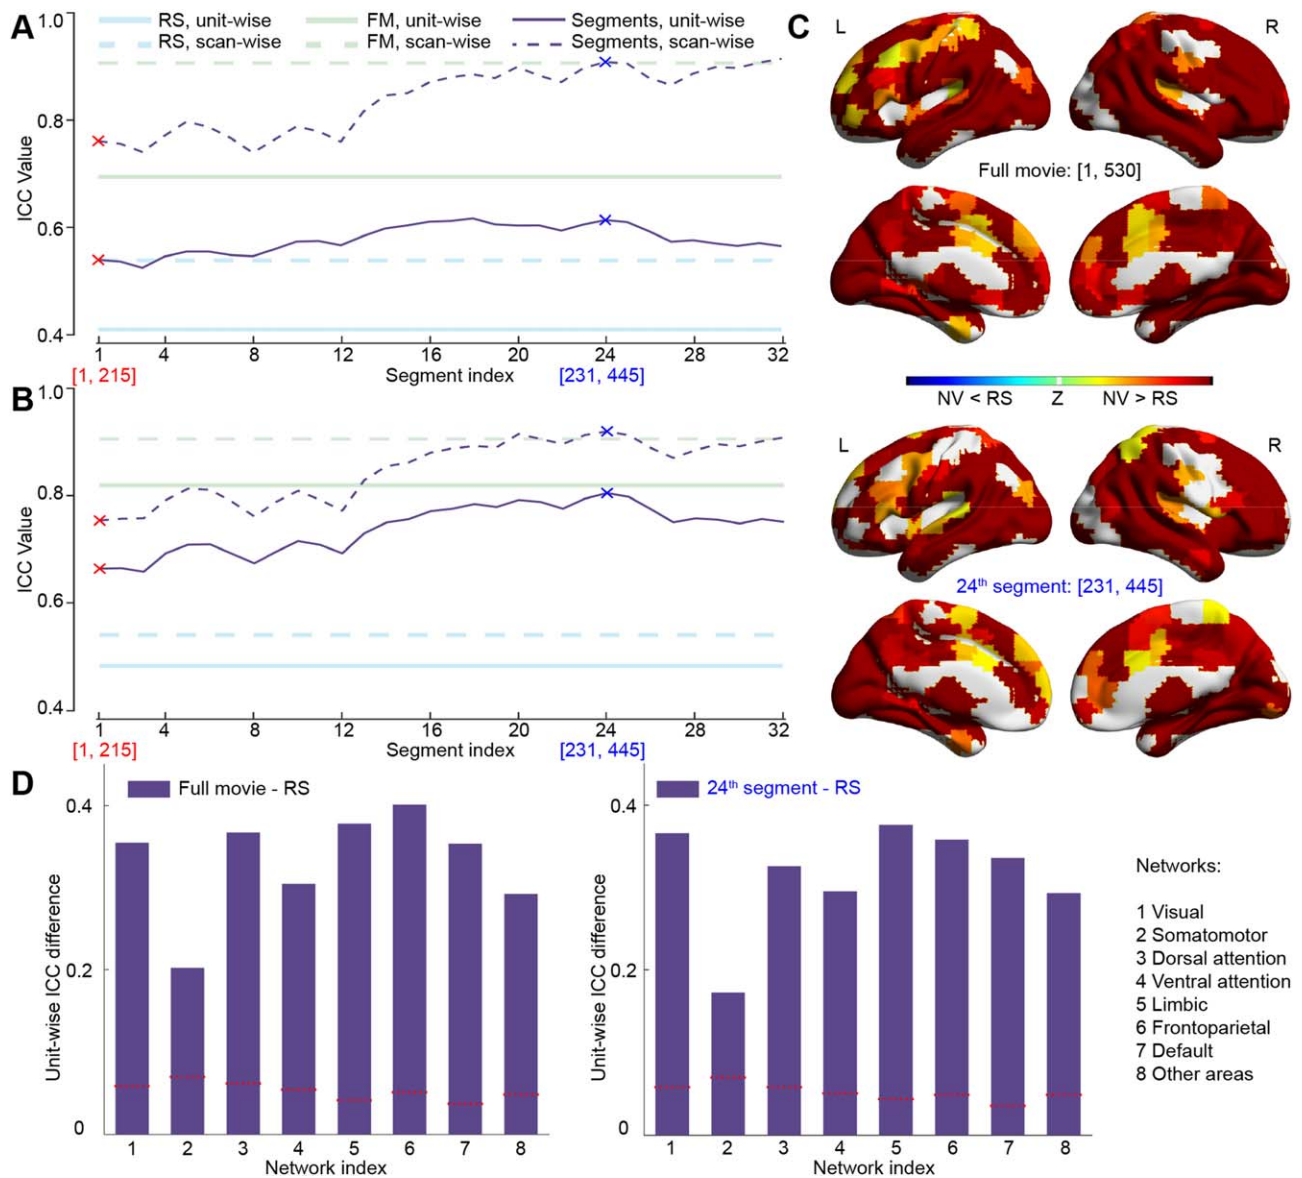 A
RS, unit-wise FM, unit-wise Segments, unit-wise
RS, scan-wise FM, scan-wise Segments, scan-wise
1.0
0.8
0.6
0.4
ICC Value
1 4 8 12 16 20 24 28 32
[1, 215] Segment index [231, 445]
B
1.0
0.8
0.6
0.4
ICC Value
1 4 8 12 16 20 24 28 32
[1, 215] Segment index [231, 445]
C
L R
Full movie: [1, 530]
NV < RS Z NV > RS
L R
24th segment: [231, 445]
D
Full movie - RS
0.4
0.2
0
Unit-wise ICC difference
1 2 3 4 5 6 7 8
Network index
24th segment - RS
0.4
0.2
0
Unit-wise ICC difference
1 2 3 4 5 6 7 8
Network index
Networks:
1 Visual
2 Somatomotor
3 Dorsal attention
4 Ventral attention
5 Limbic
6 Frontoparietal
7 Default
8 Other areas